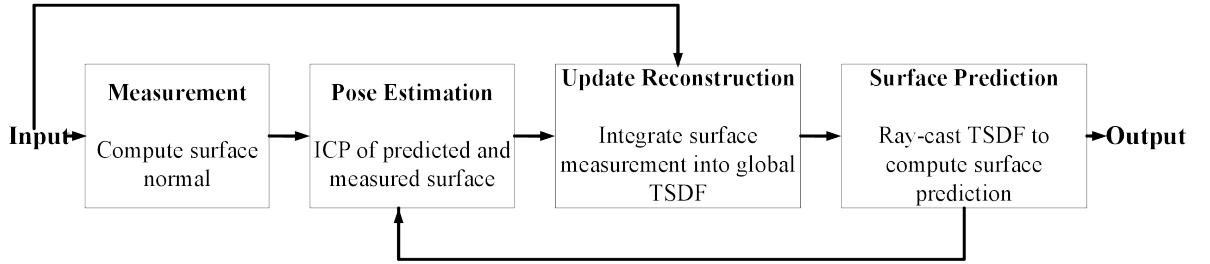 Input
Measurement
Compute surface
normal
Pose Estimation
ICP of predicted and
measured surface
Update Reconstruction
Integrate surface
measurement into global
TSDF
Surface Prediction
Ray-cast TSDF to
compute surface
prediction
Output